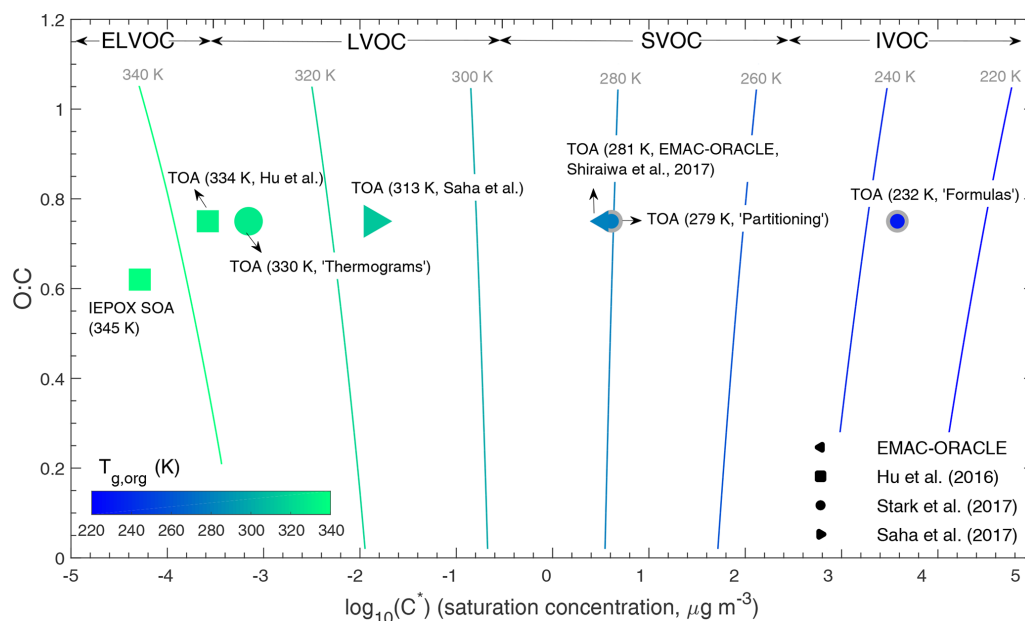 ELVOC LVOC SVOC IVOC
340 K 320 K 300 K 280 K 260 K 240 K 220 K
TOA (281 K, EMAC-ORACLE,
Shiraiwa et al., 2017)
TOA (334 K, Hu et al.)
TOA (313 K, Saha et al.)
TOA (232 K, 'Formulas')
TOA (279 K, 'Partitioning')
TOA (330 K, 'Thermograms')
IEPOX SOA
(345 K)
1.2
1
0.8
0.6
0.4
0.2
0
O:C
T g,org (K)
220 240 260 280 300 320 340
EMAC-ORACLE
Hu et al. (2016)
Stark et al. (2017)
Saha et al. (2017)
-5 -4 -3 -2 -1 0 1 2 3 4 5
log10(C*) (saturation concentration, μg m-3)